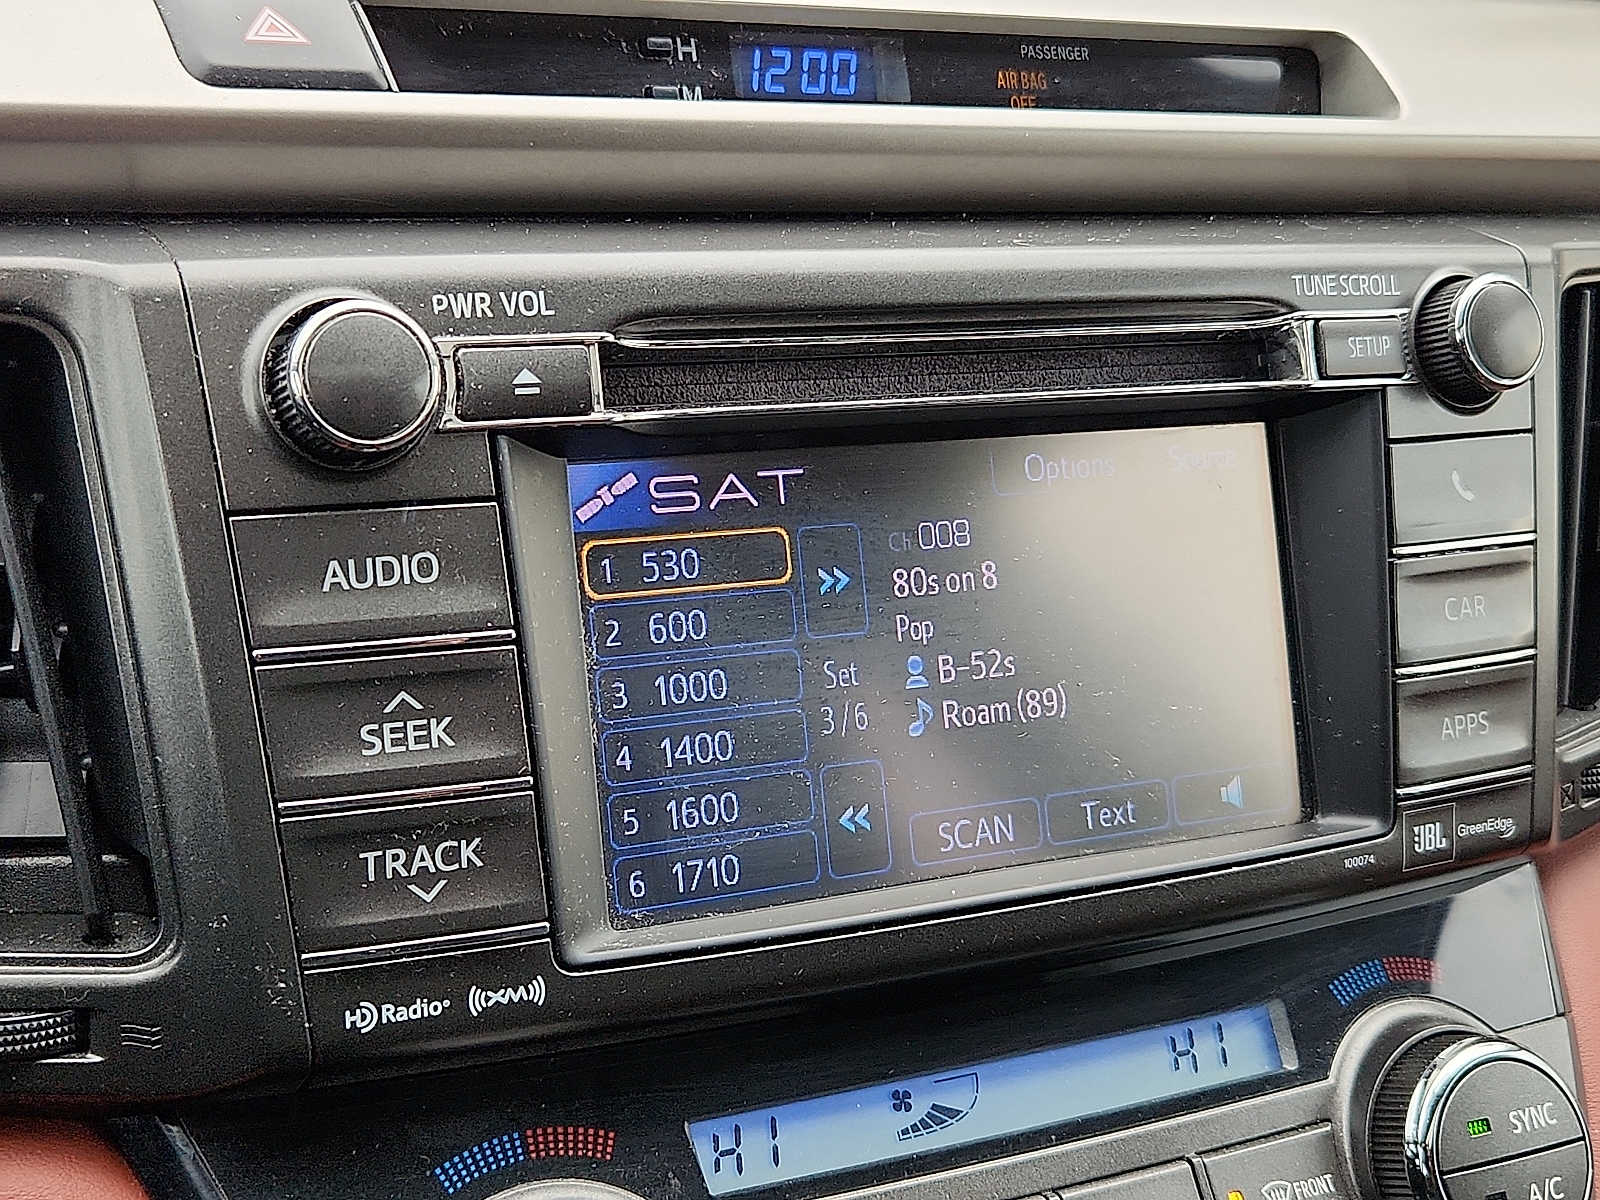 H
12:00
PASSENGER
M
AIR BAG
OFF
PWR VOL
TUNE SCROLL
SETUP
SAT
Options
Source
AUDIO
1 530
2 600
3 1000
4 1400
5 1600
6 1710
Set
3/6
Ch 008
80s on 8
Pop
B-52s
Roam (89)
SCAN
Text
SEEK
TRACK
CAR
APPS
JBL
GreenEdge
100074
HD Radio
((XM))
HI
HI
SYNC
A/C
FRONT